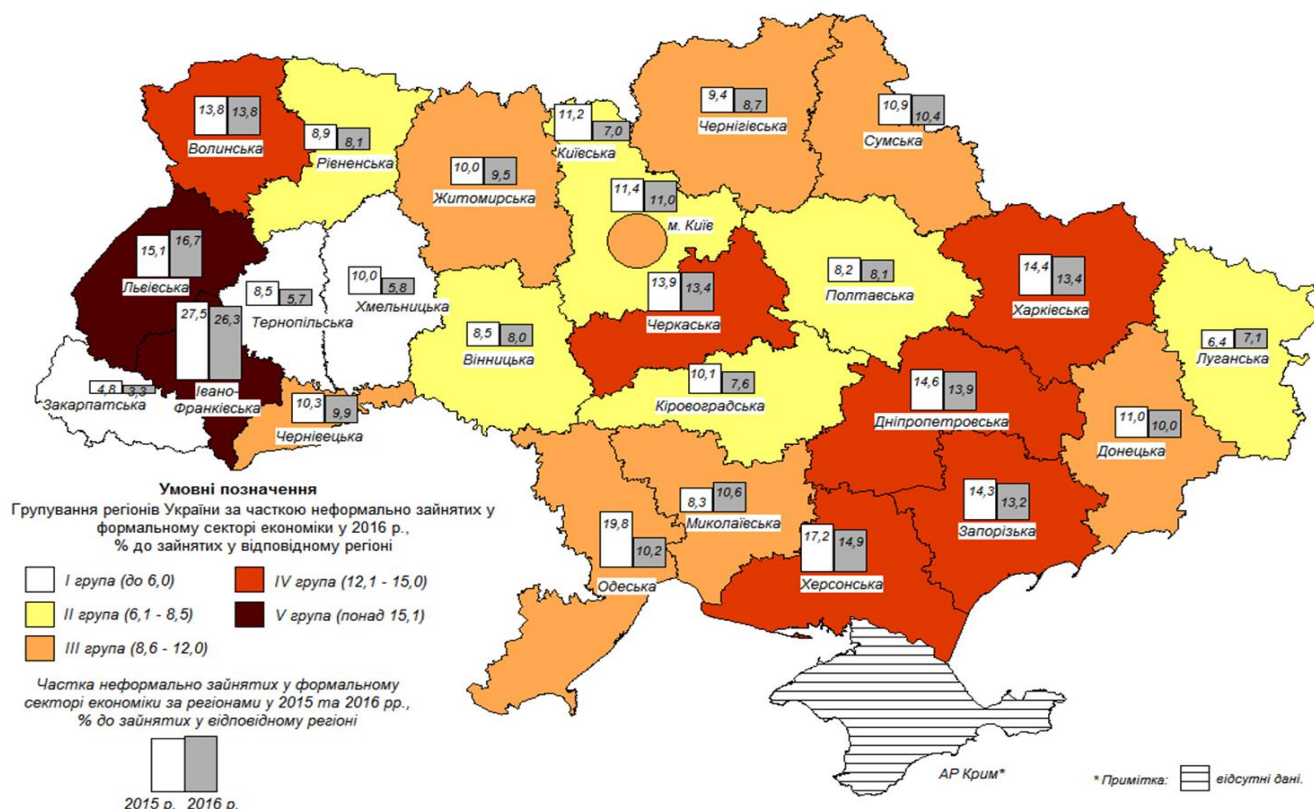 13,8 13,8
Волинська
8,9 8,1
Рівненська
10,0 9,5
Житомирська
11,2 7,0
Київська
11,4 11,0
м. Київ
9,4 8,7
Чернігівська
10,9 10,4
Сумська
15,1 16,7
Львівська
8,5 5,7
Тернопільська
10,0 5,8
Хмельницька
8,5 8,0
Вінницька
13,9 13,4
Черкаська
8,2 8,1
Полтавська
14,4 13,4
Харківська
6,4 7,1
Луганська
4,8 3,3
Закарпатська
27,5 26,3
Івано-
Франківська
10,3 9,9
Чернівецька
10,1 7,6
Кіровоградська
14,6 13,9
Дніпропетровська
11,0 10,0
Донецька
19,8 10,2
Одеська
8,3 10,6
Миколаївська
17,2 14,9
Херсонська
14,3 13,2
Запорізька
Умовні позначення
Групування регіонів України за часткою неформально зайнятих у
формальному секторі економіки у 2016 р.,
% до зайнятих у відповідному регіоні
I група (до 6,0)
IV група (12,1 - 15,0)
II група (6,1 - 8,5)
V група (понад 15,1)
III група (8,6 - 12,0)
Частка неформально зайнятих у формальному
секторі економіки за регіонами у 2015 та 2016 рр.,
% до зайнятих у відповідному регіоні
2015 р. 2016 р.
АР Крим*
* Примітка: відсутні дані.